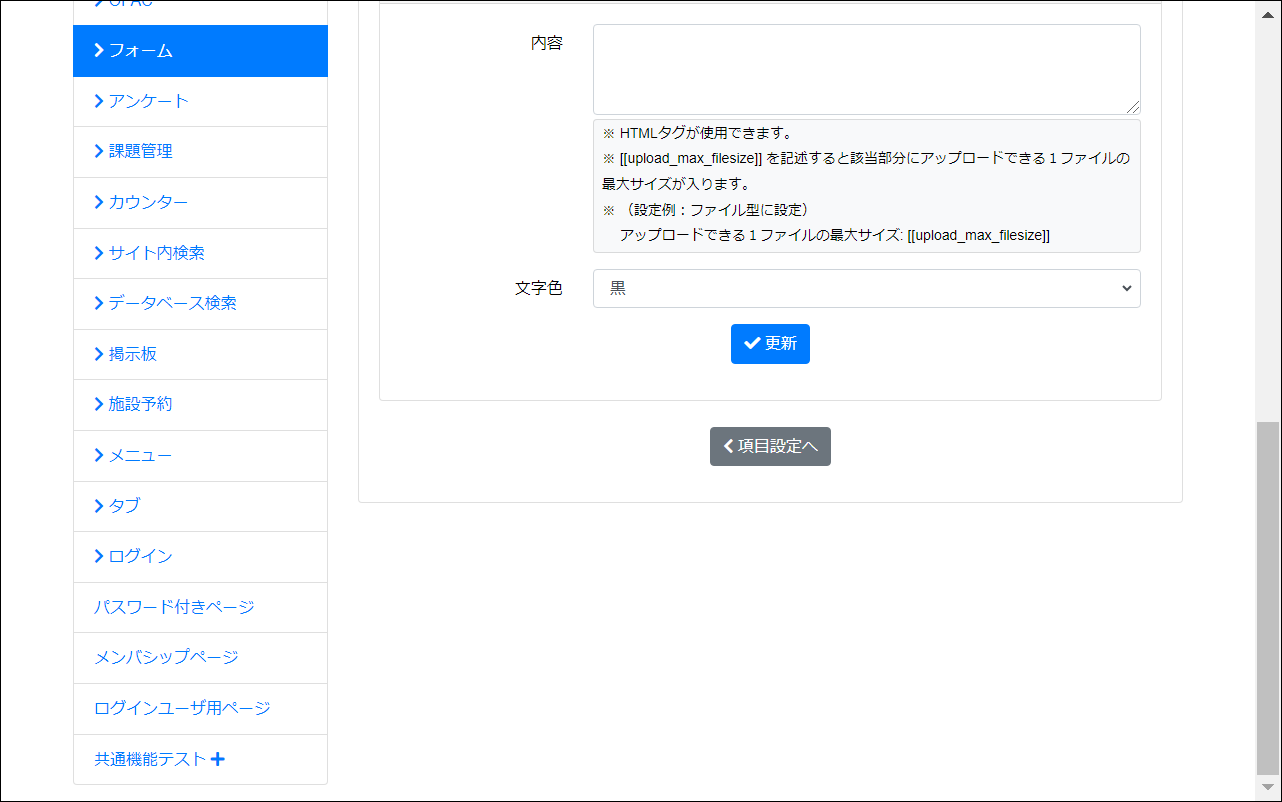 OPAC
フォーム
アンケート
課題管理
カウンター
サイト内検索
データベース検索
掲示板
施設予約
メニュー
タブ
ログイン
パスワード付きページ
メンバシップページ
ログインユーザ用ページ
共通機能テスト
内容
※ HTMLタグが使用できます。
※ [[upload_max_filesize]] を記述すると該当部分にアップロードできる１ファイルの
最大サイズが入ります。
※ （設定例：ファイル型に設定）
アップロードできる１ファイルの最大サイズ: [[upload_max_filesize]]
文字色
黒
更新
項目設定へ